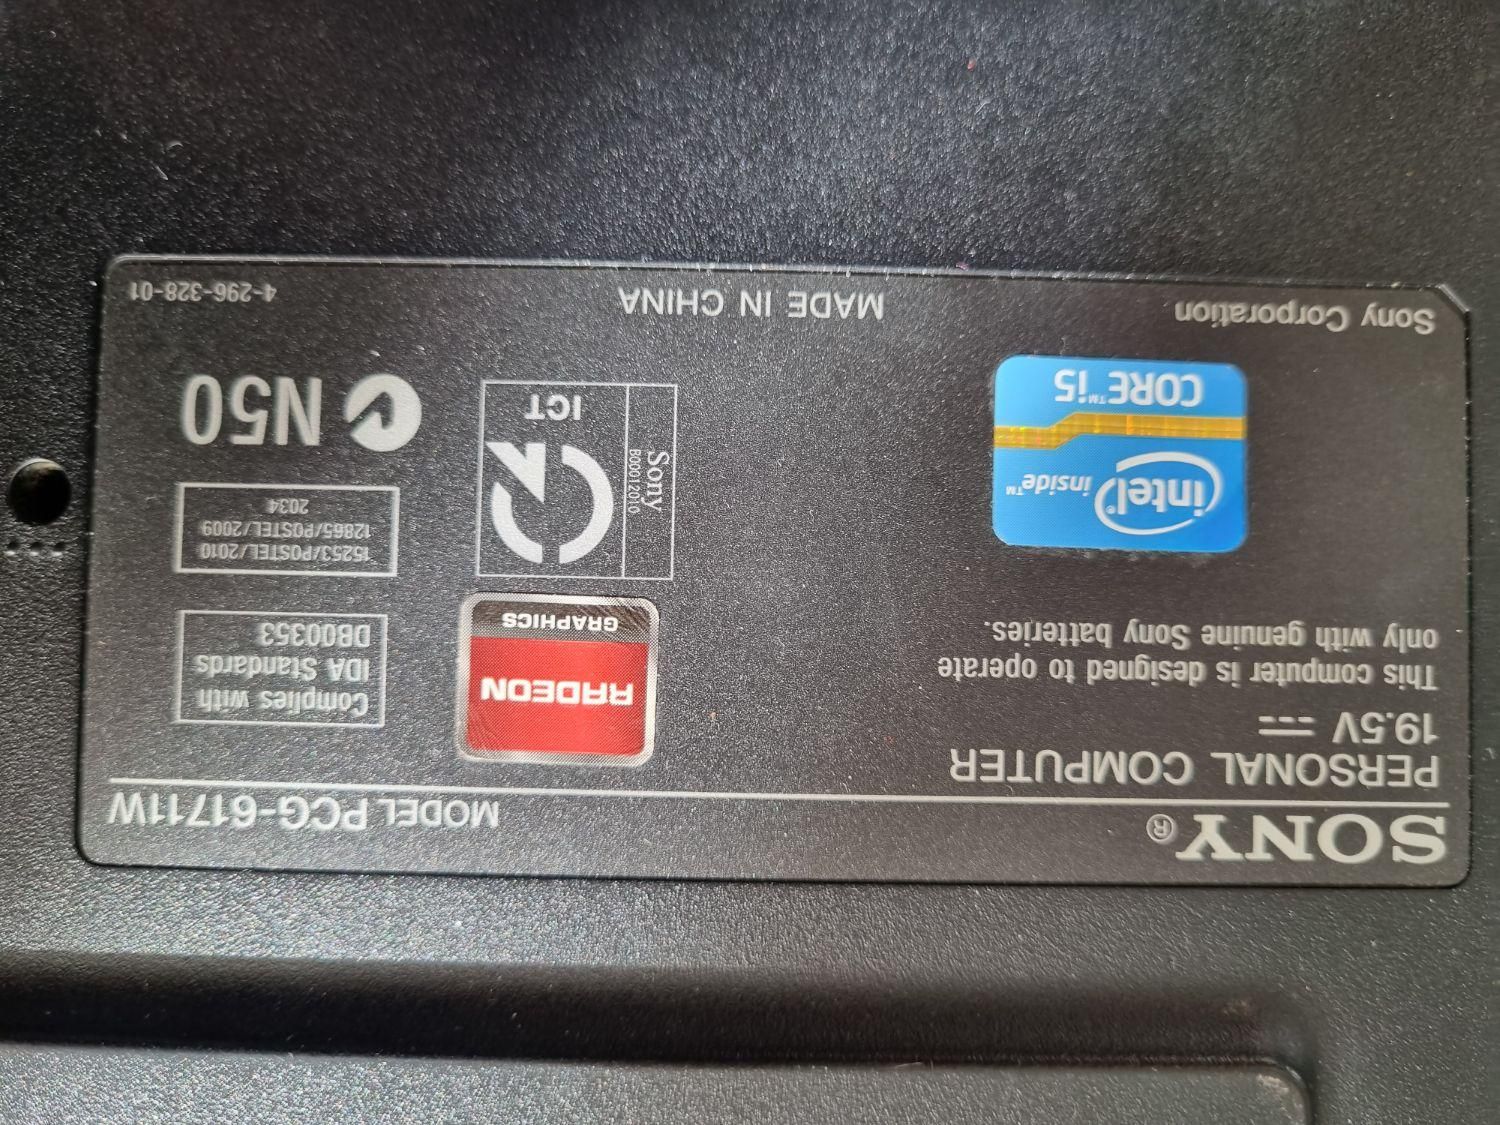 SONY®
MODEL PCG-61711W
PERSONAL COMPUTER
19.5V
This computer is designed to operate
only with genuine Sony batteries.
intel® inside™
CORE™ i5
RADEON
GRAPHICS
Sony
B00012010
ICT
Complies with
IDA Standards
DB00353
15253/POSTEL/2010
12865/POSTEL/2009
2034
N50
Sony Corporation
MADE IN CHINA
4-296-328-01